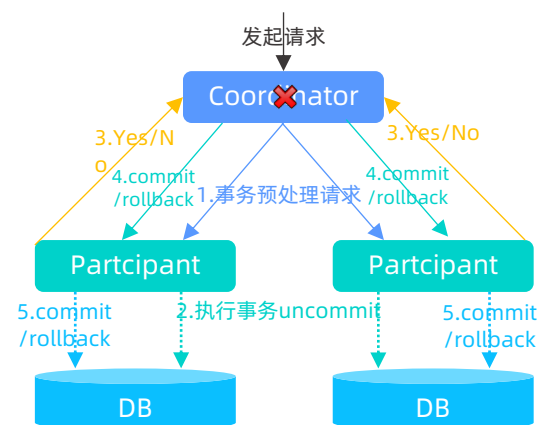 发起请求
Coordinator
3.Yes/N
o
3.Yes/No
4.commit
/rollback
1.事务预处理请求
4.commit
/rollback
Partcipant
Partcipant
5.commit
/rollback
2.执行事务uncommit
5.commit
/rollback
DB
DB